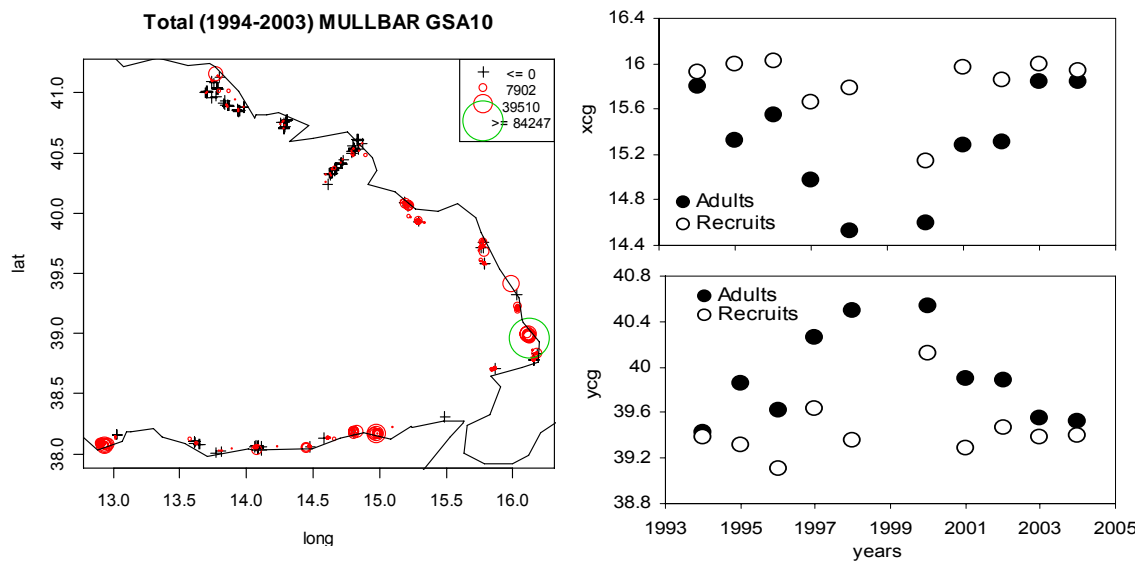 Total (1994-2003) MULLBAR GSA10
<= 0
7902
39510
>= 84247
lat
41.0
40.5
40.0
39.5
39.0
38.5
38.0
13.0 13.5 14.0 14.5 15.0 15.5 16.0
long
xcg
16.4
16
15.6
15.2
14.8
14.4
Adults
Recruits
ycg
40.8
40.4
40
39.6
39.2
38.8
Adults
Recruits
1993 1995 1997 1999 2001 2003 2005
years